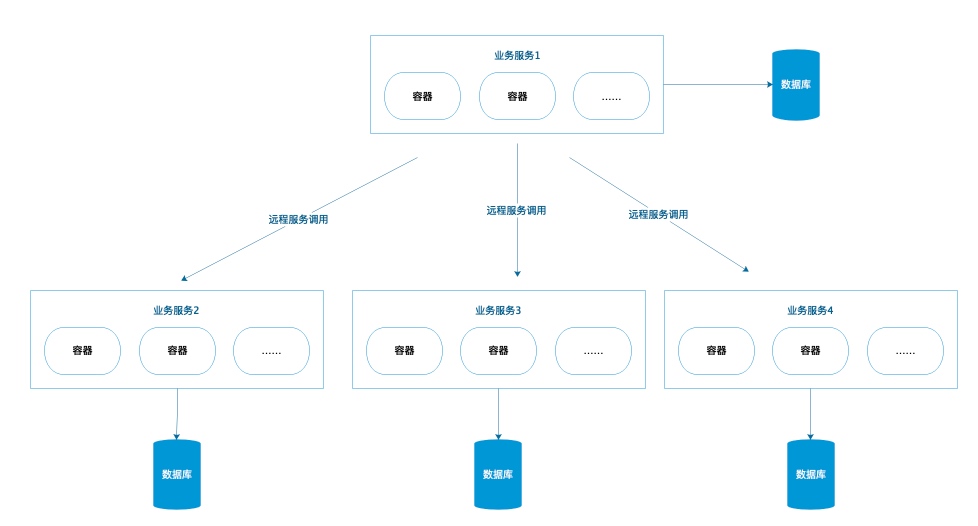 业务服务1
容器
容器
......
数据库
远程服务调用
远程服务调用
远程服务调用
业务服务2
容器
容器
......
业务服务3
容器
容器
......
业务服务4
容器
容器
......
数据库
数据库
数据库